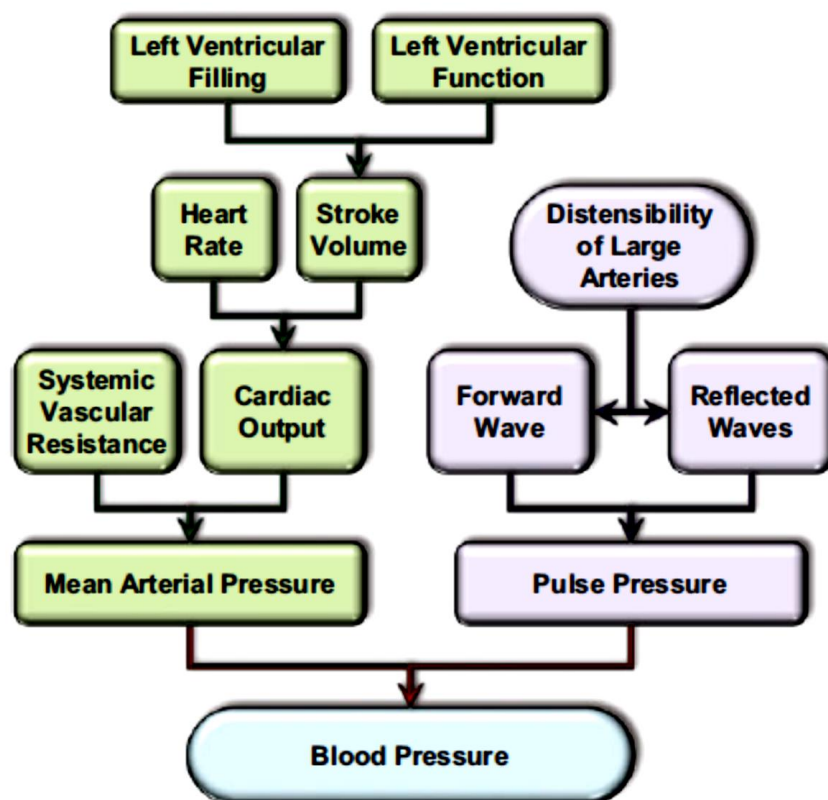 Left Ventricular
Filling
Left Ventricular
Function
Heart
Rate
Stroke
Volume
Distensibility
of Large
Arteries
Systemic
Vascular
Resistance
Cardiac
Output
Forward
Wave
Reflected
Waves
Mean Arterial Pressure
Pulse Pressure
Blood Pressure